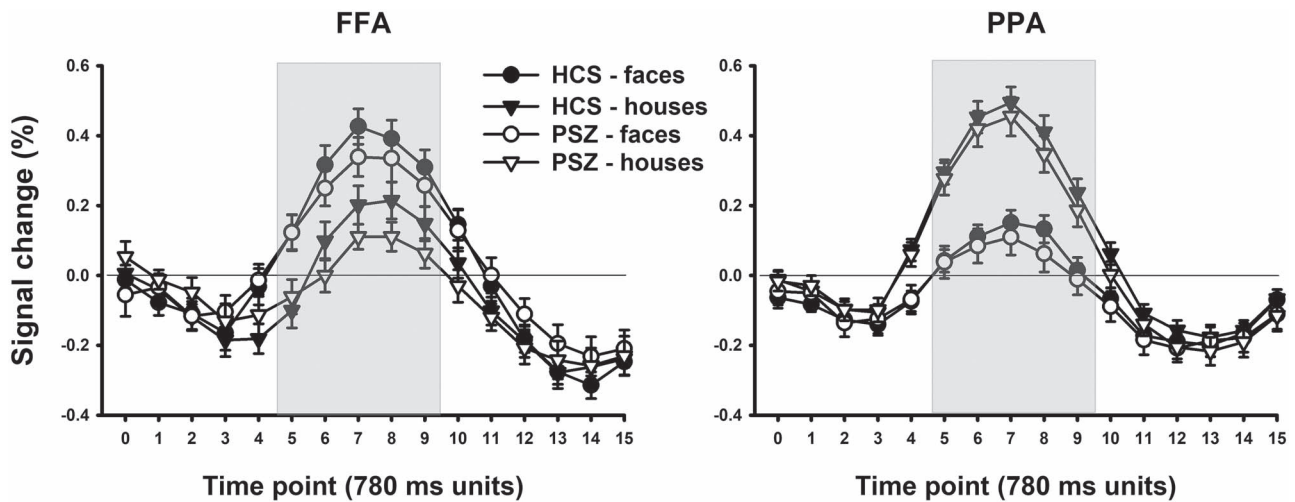 FFA
PPA
Signal change (%)
0.6
0.4
0.2
0.0
-0.2
-0.4
HCS - faces
HCS - houses
PSZ - faces
PSZ - houses
0.6
0.4
0.2
0.0
-0.2
-0.4
0 1 2 3 4 5 6 7 8 9 10 11 12 13 14 15
0 1 2 3 4 5 6 7 8 9 10 11 12 13 14 15
Time point (780 ms units)
Time point (780 ms units)